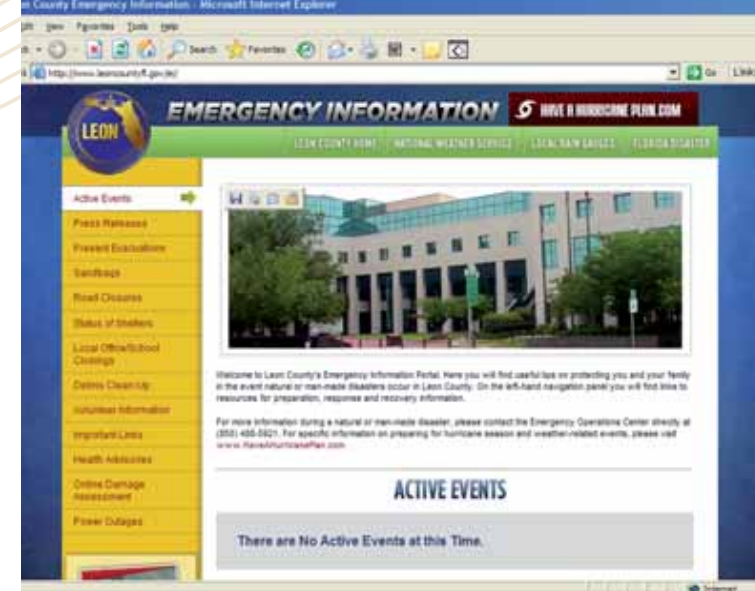 on County Emergency Information - Microsoft Internet Explorer
View Favorites Tools Help
Search Favorites
http://www.leoncountyfl.gov/ei/
Go Links
LEON
EMERGENCY INFORMATION
HAVE A HURRICANE PLAN.COM
LEON COUNTY HOME | NATIONAL WEATHER SERVICE | LOCAL RAIN GAUGES | FLORIDA DISASTER
Active Events
Press Releases
Present Evacuations
Sandbags
Road Closures
Status of Shelters
Local Office/School
Closings
Debris Clean Up
Volunteer Information
Important Links
Health Advisories
Online Damage
Assessment
Power Outages
Welcome to Leon County's Emergency Information Portal. Here you will find useful tips on protecting you and your family
in the event natural or man-made disasters occur in Leon County. On the left-hand navigation panel you will find links to
resources for preparation, response and recovery information.
For more information during a natural or man-made disaster, please contact the Emergency Operations Center directly at
(850) 488-5921. For specific information on preparing for hurricane season and weather-related events, please visit
www.HaveAHurricanePlan.com
ACTIVE EVENTS
There are No Active Events at this Time.
Internet